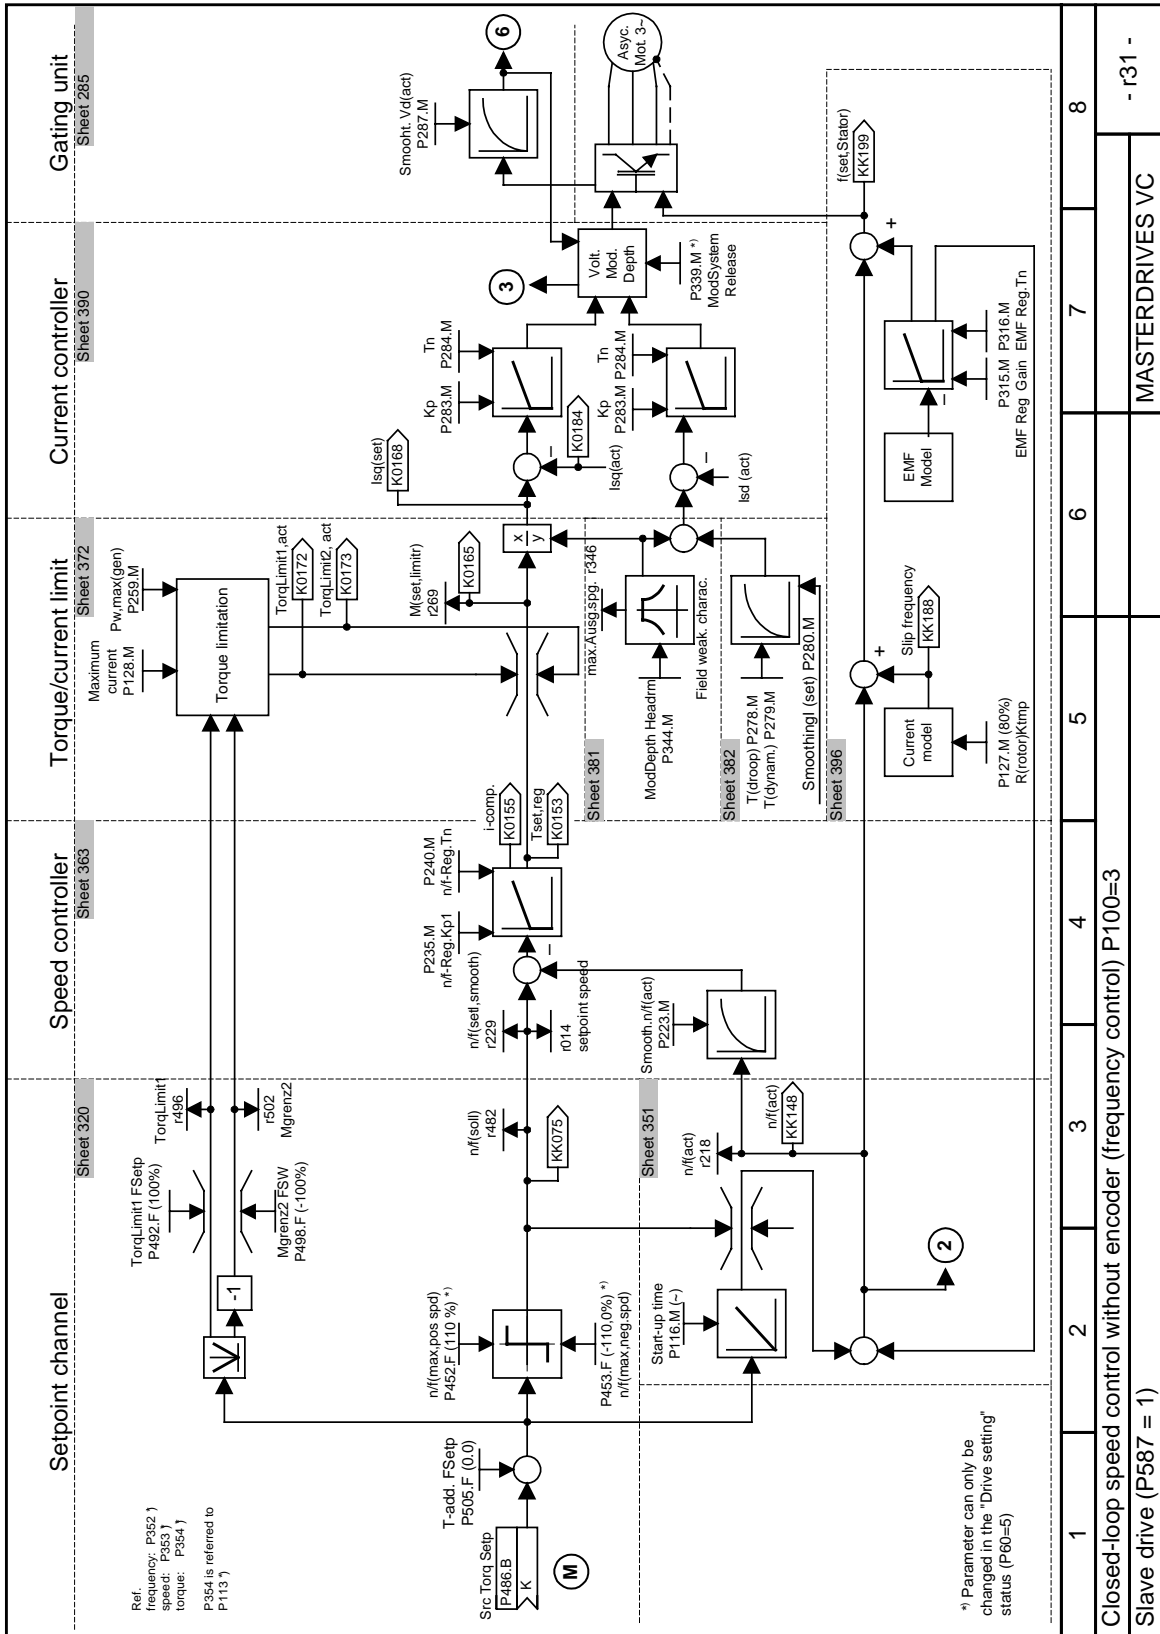 Setpoint channel
Speed controller
Torque/current limit
Current controller
Gating unit
Sheet 320
Sheet 363
Sheet 372
Sheet 390
Sheet 285
Ref.
frequency: P352 *)
speed: P353 *)
torque: P354 *)
P354 is referred to
P113 *)
TorqLimit1 FSetp
P492.F (100%)
TorqLimit1
r496
-1
Mgrenz2 FSW
P498.F (-100%)
r502
Mgrenz2
Maximum
current
P128.M
Pw,max(gen)
P259.M
Torque limitation
TorqLimit1,act
K0172
TorqLimit2, act
K0173
Smooht. Vd(act)
P287.M
6
Asyc.
Mot. 3~
Src Torq Setp
P486.B
K
M
T-add. FSetp
P505.F (0.0)
n/f(max,pos spd)
P452.F (110 %) *)
P453.F (-110,0%) *)
n/f(max,neg.spd)
n/f(soll)
r482
KK075
n/f(setl,smooth)
r229
r014
setpoint speed
P235.M
n/f-Reg.Kp1
P240.M
n/f-Reg.Tn
i-comp.
K0155
Tset,reg
K0153
M(set,limitr)
r269
K0165
x
y
Isq(set)
K0168
Kp
P283.M
Tn
P284.M
K0184
Isq(act)
3
Volt.
Mod.
Depth
P339.M *)
ModSystem
Release
Kp
P283.M
Tn
P284.M
Isd (act)
Sheet 381
max.Ausg.spg. r346
ModDepth Headrm
P344.M
Field weak. charac.
Sheet 382
T(droop) P278.M
T(dynam.) P279.M
SmoothingI (set) P280.M
Sheet 351
Start-up time
P116.M (~)
n/f(act)
r218
n/f(act)
KK148
Smooth.n/f(act)
P223.M
2
Sheet 396
Slip frequency
KK188
+
Current
model
P127.M (80%)
R(rotor)Ktmp
EMF
Model
P315.M
EMF Reg Gain
P316.M
EMF Reg.Tn
+
f(set,Stator)
KK199
*) Parameter can only be
changed in the "Drive setting"
status (P60=5)
1
2
3
4
5
6
7
8
Closed-loop speed control without encoder (frequency control) P100=3
Slave drive (P587 = 1)
MASTERDRIVES VC
- r31 -